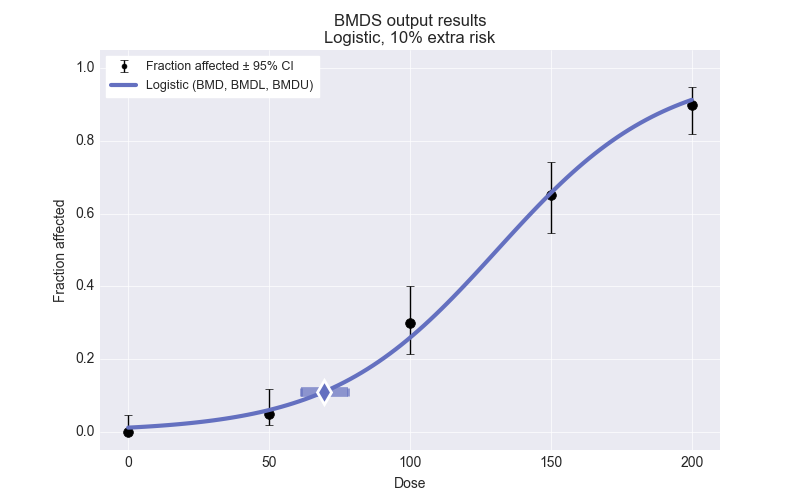 BMDS output results
Logistic, 10% extra risk
Fraction affected ± 95% CI
Logistic (BMD, BMDL, BMDU)
1.0
0.8
0.6
0.4
0.2
0.0
Fraction affected
0 50 100 150 200
Dose